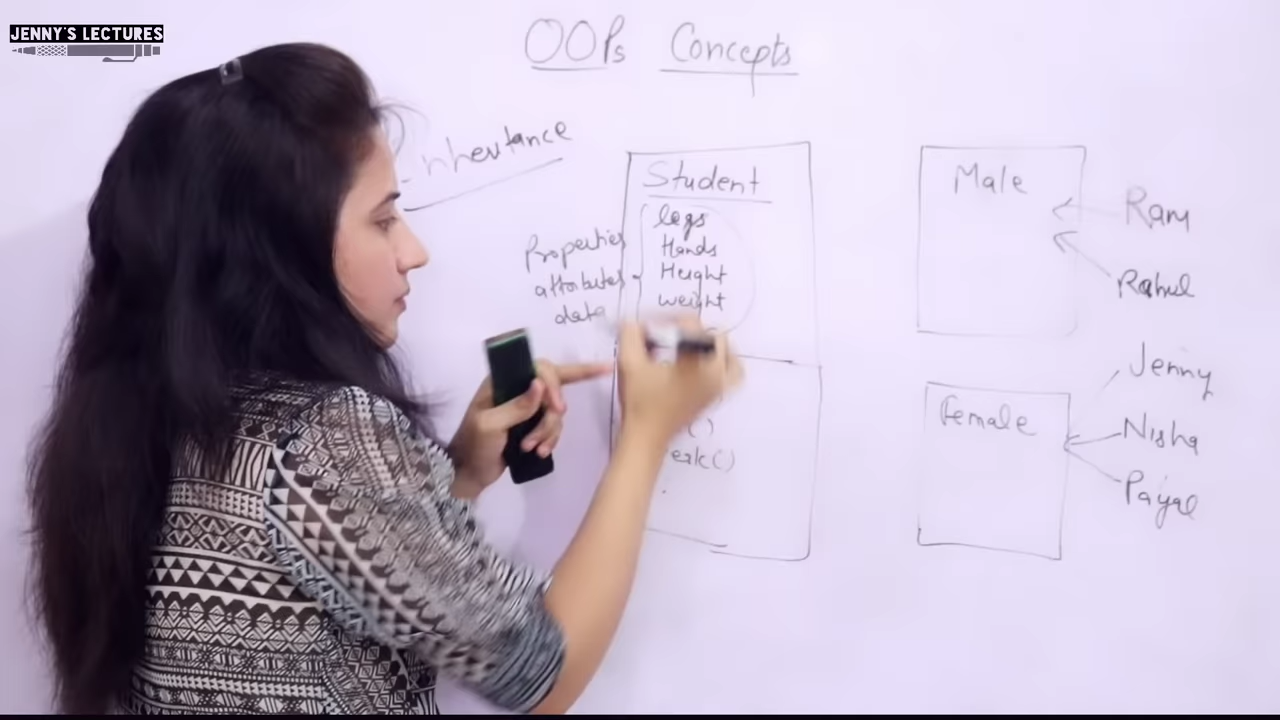 JENNY'S LECTURES
OOPs Concepts
Inheritance
Student
legs
Hands
Height
weight
Properties
attributes
data
( )
( )
Male
Ram
Rahul
Female
Jenny
Nisha
Payal